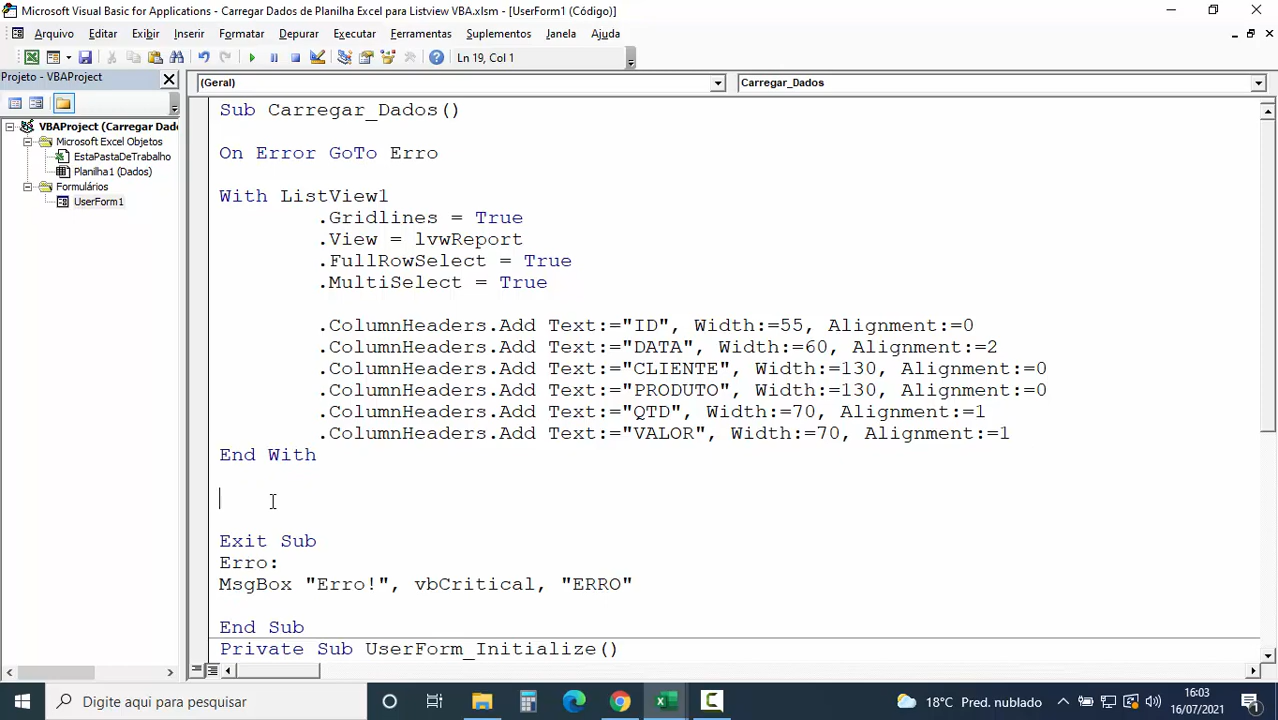 Microsoft Visual Basic for Applications - Carregar Dados de Planilha Excel para Listview VBA.xlsm - [UserForm1 (Código)]
Arquivo Editar Exibir Inserir Formatar Depurar Executar Ferramentas Suplementos Janela Ajuda
Ln 19, Col 1
Projeto - VBAProject
(Geral)
Carregar_Dados
VBAProject (Carregar Dad
Microsoft Excel Objetos
EstaPastaDeTrabalho
Planilha1 (Dados)
Formulários
UserForm1
Sub Carregar_Dados()
On Error GoTo Erro
With ListView1
.Gridlines = True
.View = lvwReport
.FullRowSelect = True
.MultiSelect = True
.ColumnHeaders.Add Text:="ID", Width:=55, Alignment:=0
.ColumnHeaders.Add Text:="DATA", Width:=60, Alignment:=2
.ColumnHeaders.Add Text:="CLIENTE", Width:=130, Alignment:=0
.ColumnHeaders.Add Text:="PRODUTO", Width:=130, Alignment:=0
.ColumnHeaders.Add Text:="QTD", Width:=70, Alignment:=1
.ColumnHeaders.Add Text:="VALOR", Width:=70, Alignment:=1
End With
Exit Sub
Erro:
MsgBox "Erro!", vbCritical, "ERRO"
End Sub
Private Sub UserForm_Initialize()
Digite aqui para pesquisar
18°C Pred. nublado
16:03
16/07/2021
1